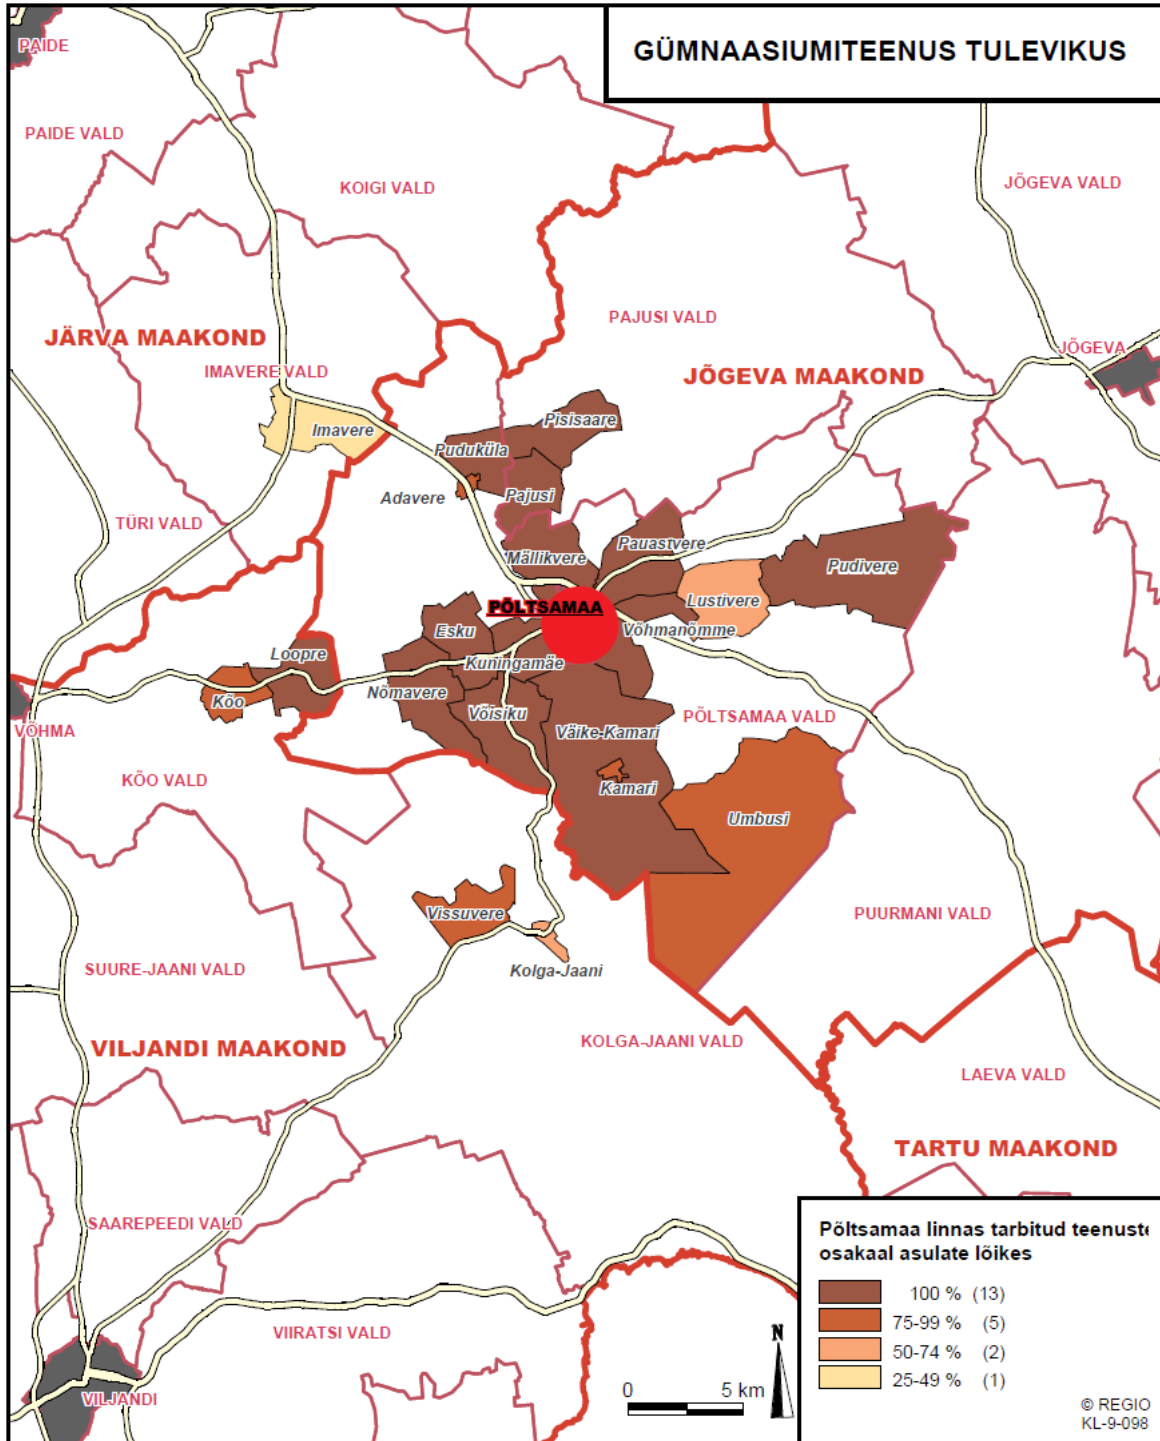 GÜMNAASIUMITEENUS TULEVIKUS
PAIDE
PAIDE VALD
KOIGI VALD
JÕGEVA VALD
PAJUSI VALD
JÄRVA MAAKOND
JÕGEVA
IMAVERE VALD
JÕGEVA MAAKOND
Pisisaare
Imavere
Puduküla
Adavere
Pajusi
TÜRI VALD
Pauastvere
Mällikvere
Pudivere
Lustivere
PÕLTSAMAA
Esku
Võhmanõmme
Loopre
Kuningamäe
Nõmavere
Kõo
Võisiku
PÕLTSAMAA VALD
VÕHMA
Väike-Kamari
KÕO VALD
Kamari
Umbusi
Vissuvere
PUURMANI VALD
SUURE-JAANI VALD
Kolga-Jaani
VILJANDI MAAKOND
KOLGA-JAANI VALD
LAEVA VALD
TARTU MAAKOND
SAAREPEEDI VALD
VIIRATSI VALD
VILJANDI
Põltsamaa linnas tarbitud teenuste
osakaal asulate lõikes
100 % (13)
75-99 % (5)
50-74 % (2)
25-49 % (1)
N
0 5 km
© REGIO
KL-9-098